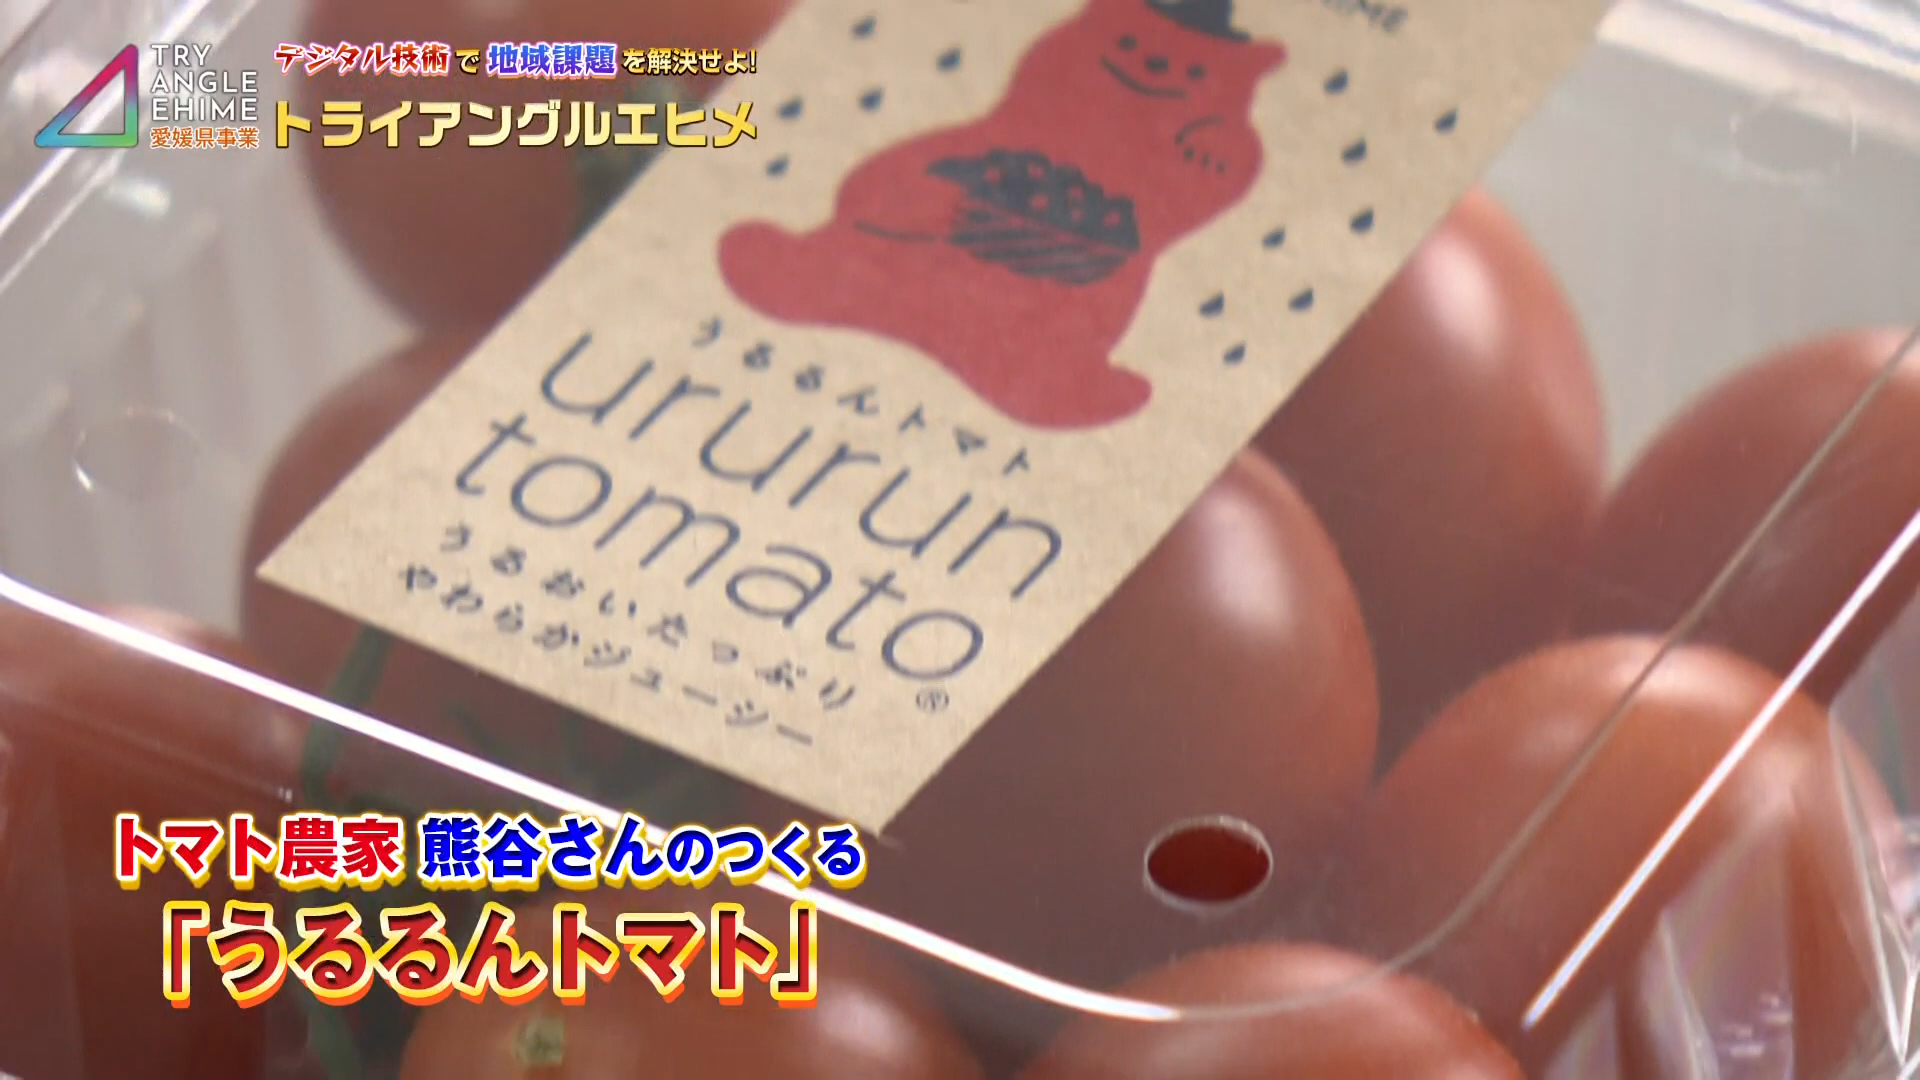 TRY
ANGLE
EHIME
愛媛県事業
デジタル技術で地域課題を解決せよ!
トライアングルエヒメ
うるるんトマト
ururun
tomato®
うるおいたっぷり
やわらかジューシー
トマト農家 熊谷さんのつくる
「うるるんトマト」